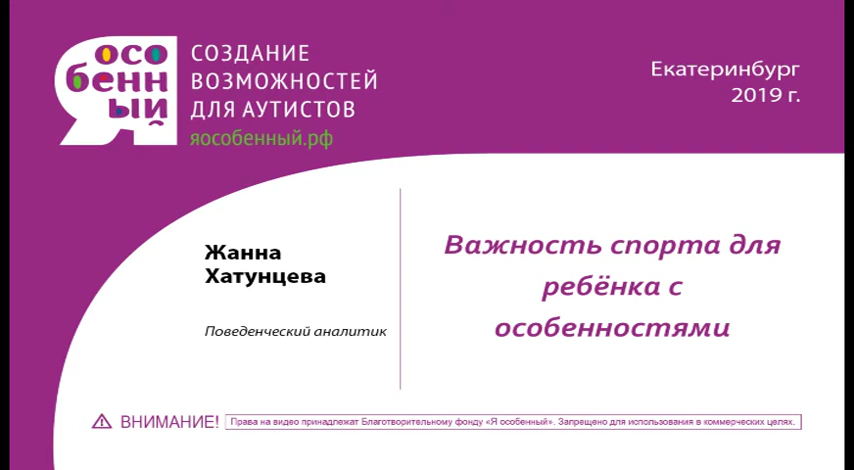 осо
бенн
ый
Я
СОЗДАНИЕ
ВОЗМОЖНОСТЕЙ
ДЛЯ АУТИСТОВ
яособенный.рф
Екатеринбург
2019 г.
Жанна
Хатунцева
Поведенческий аналитик
Важность спорта для
ребёнка с
особенностями
ВНИМАНИЕ! Права на видео принадлежат Благотворительному фонду «Я особенный». Запрещено для использования в коммерческих целях.